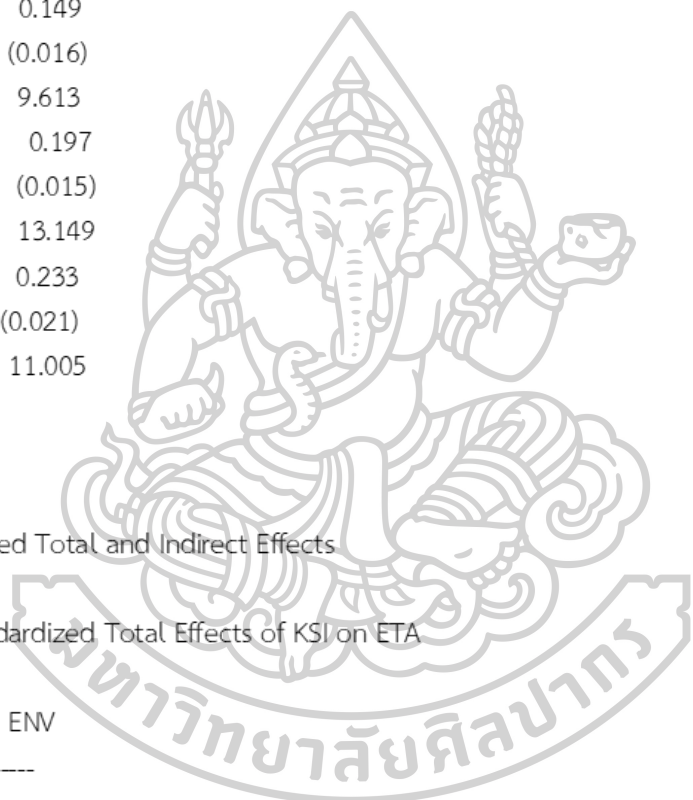 0.149
(0.016)
9.613
0.197
(0.015)
13.149
0.233
(0.021)
11.005
ed Total and Indirect Effects
dardized Total Effects of KSI on ETA
ENV
----
มหาวิทยาลัยศิลปากร